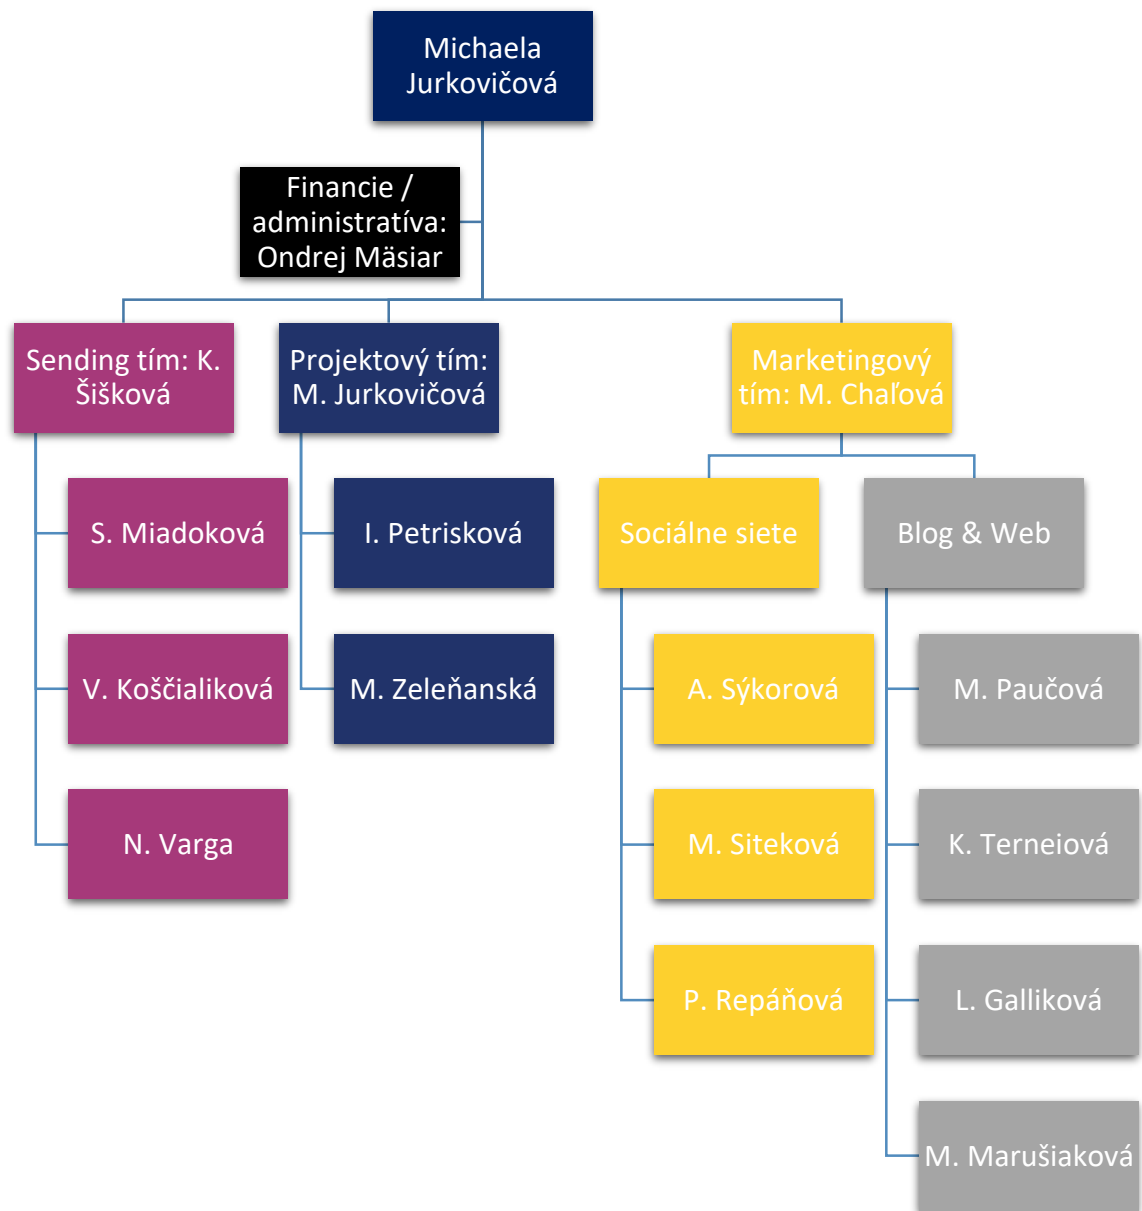 Michaela
Jurkovičová
Financie /
administratíva:
Ondrej Mäsiar
Sending tím: K.
Šišková
Projektový tím:
M. Jurkovičová
Marketingový
tím: M. Chaľová
S. Miadoková
I. Petrisková
Sociálne siete
Blog & Web
V. Koščialiková
M. Zeleňanská
A. Sýkorová
M. Paučová
N. Varga
M. Siteková
K. Terneiová
P. Repáňová
L. Galliková
M. Marušiaková